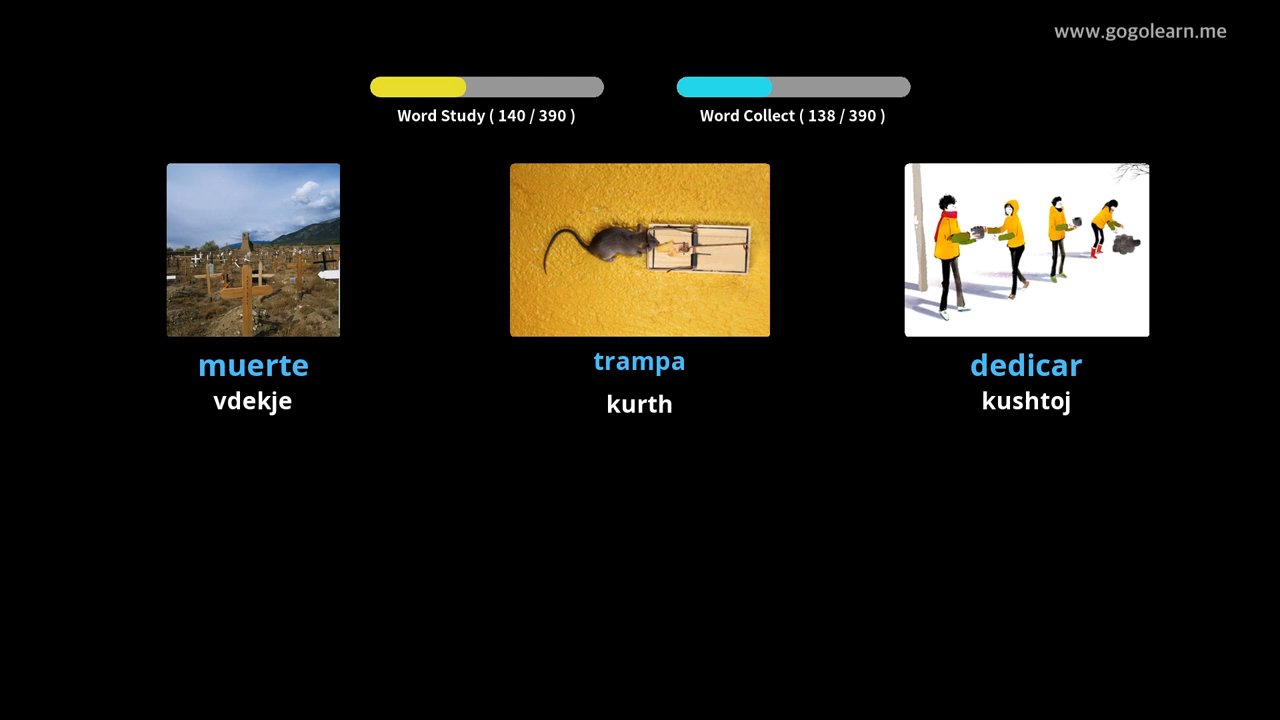 www.gogolearn.me
Word Study ( 140 / 390 )
Word Collect ( 138 / 390 )
muerte
vdekje
trampa
kurth
dedicar
kushtoj